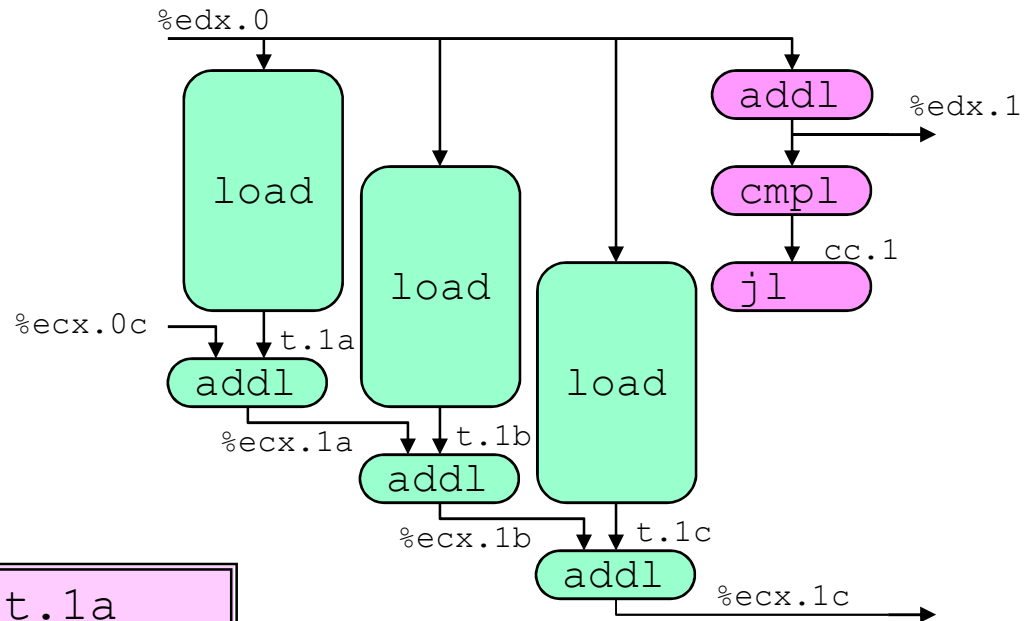 %edx.0
addl
%edx.1
load
cmpl
load
cc.1
jl
%ecx.0c
t.1a
addl
load
%ecx.1a
t.1b
addl
%ecx.1b
t.1c
addl
%ecx.1c
t.1a